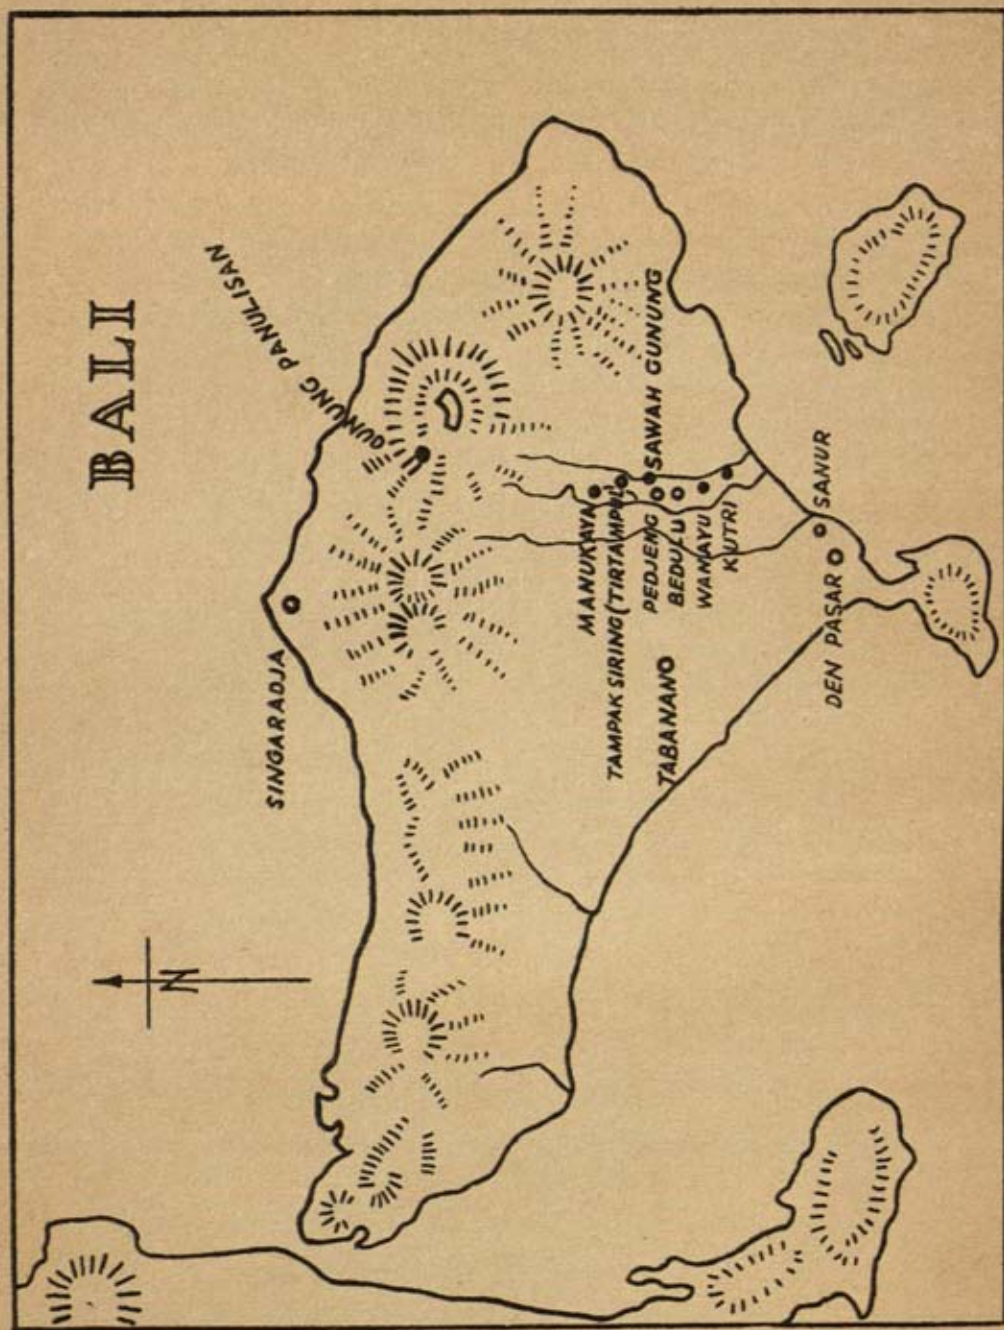 BALI
N
GUNUNG PANULISAN
SINGARADJA
MANUKAYA
TAMPAK SIRING (TIRTAMPUL)
SAWAH GUNUNG
PEDJENG
BEDULU
WANAYU
KUTRI
TABANAN
SANUR
DEN PASAR